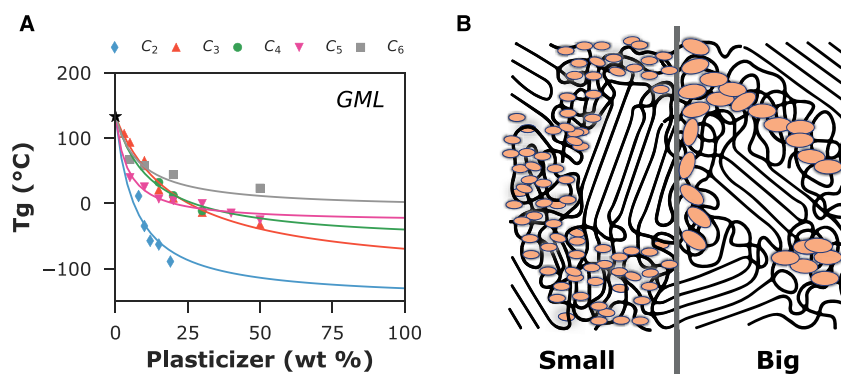 A
B
C₂ C₃ C₄ C₅ C₆
200
GML
100
0
−100
Tg (°C)
0 25 50 75 100
Plasticizer (wt %)
Small Big